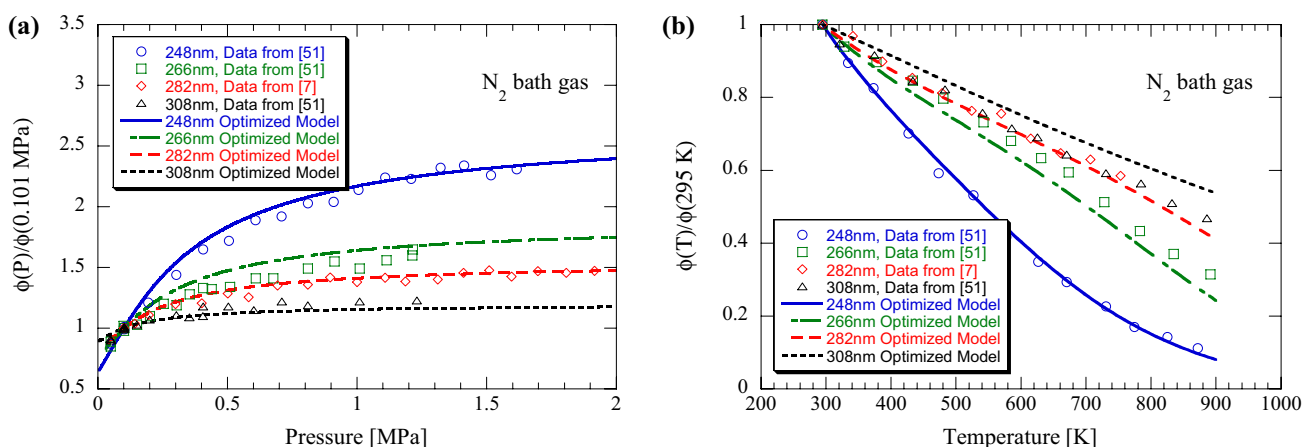 (a)
3.5
3
2.5
2
1.5
1
0.5
ϕ(P)/ϕ(0.101 MPa)
248nm, Data from [51]
266nm, Data from [51]
282nm, Data from [7]
308nm, Data from [51]
248nm Optimized Model
266nm Optimized Model
282nm Optimized Model
308nm Optimized Model
N2 bath gas
0 0.5 1 1.5 2
Pressure [MPa]
(b)
1
0.8
0.6
0.4
0.2
0
ϕ(T)/ϕ(295 K)
N2 bath gas
248nm, Data from [51]
266nm, Data from [51]
282nm, Data from [7]
308nm, Data from [51]
248nm Optimized Model
266nm Optimized Model
282nm Optimized Model
308nm Optimized Model
200 300 400 500 600 700 800 900 1000
Temperature [K]